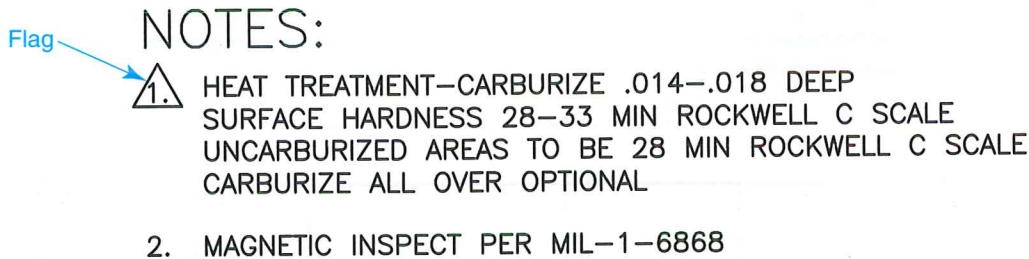 NOTES:
Flag
1. HEAT TREATMENT–CARBURIZE .014–.018 DEEP
SURFACE HARDNESS 28–33 MIN ROCKWELL C SCALE
UNCARBURIZED AREAS TO BE 28 MIN ROCKWELL C SCALE
CARBURIZE ALL OVER OPTIONAL
2. MAGNETIC INSPECT PER MIL–1–6868